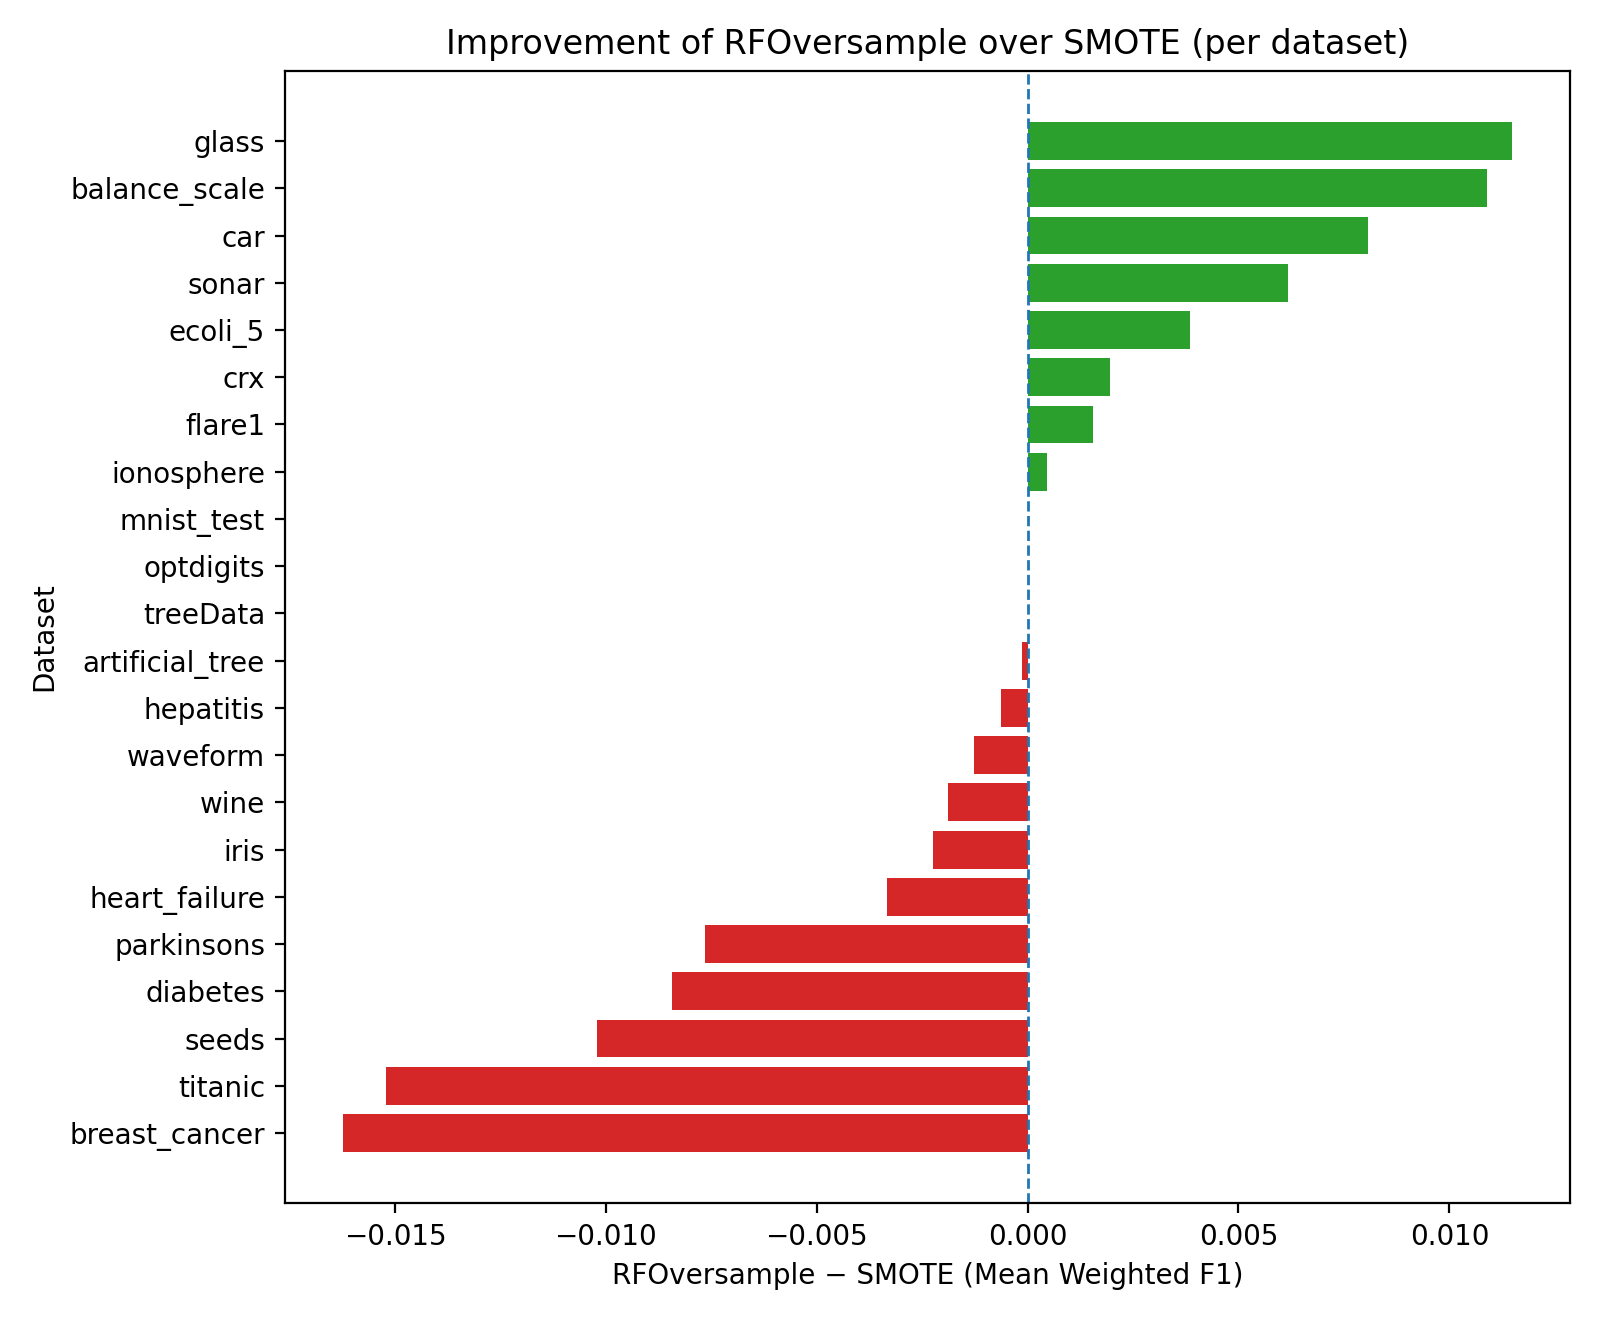 Improvement of RFOversample over SMOTE (per dataset)
glass
balance_scale
car
sonar
ecoli_5
crx
flare1
ionosphere
mnist_test
optdigits
treeData
artificial_tree
hepatitis
waveform
wine
iris
heart_failure
parkinsons
diabetes
seeds
titanic
breast_cancer
Dataset
−0.015 −0.010 −0.005 0.000 0.005 0.010
RFOversample − SMOTE (Mean Weighted F1)